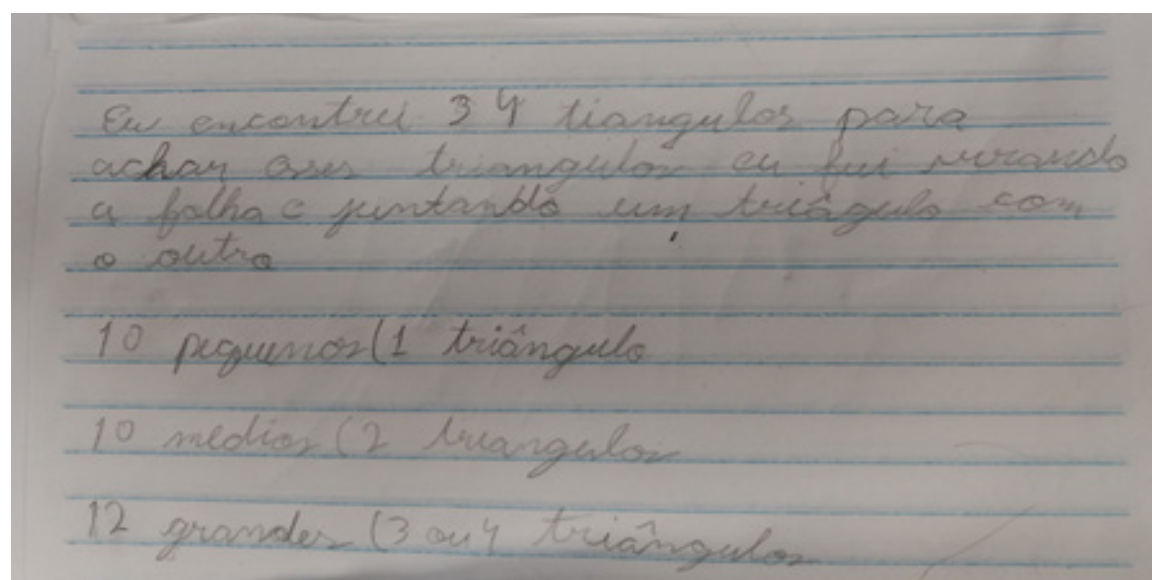 Eu encontrei 34 tiangulos para
achar esses triangulos eu fui virando
a folha e juntando um triângulo com
o outro
10 pequenos (1 triângulo
10 medios (2 triangulos
12 grandes (3 ou 4 triângulos